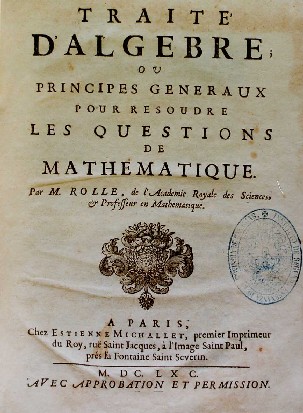 TRAITE'
D'ALGEBRE;
OU
PRINCIPES GENERAUX
POUR RESOUDRE
LES QUESTIONS
DE
MATHEMATIQUE.
Par M. ROLLE, de l'Academie Royale des Sciences,
& Professeur en Mathematique.
A PARIS,
Chez ESTIENNE MICHALLET, premier Imprimeur
du Roy, ruë Saint Jacques, à l'Image Saint Paul,
prés la Fontaine Saint Severin.
M. DC. LXC.
AVEC APPROBATION ET PERMISSION.